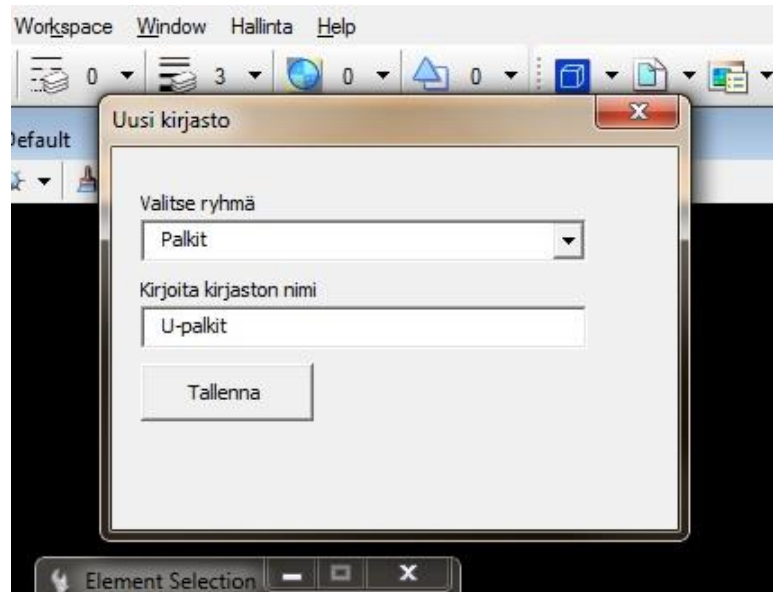 Workspace Window Hallinta Help
0 3 0 0
Uusi kirjasto
Default
Valitse ryhmä
Palkit
Kirjoita kirjaston nimi
U-palkit
Tallenna
Element Selection